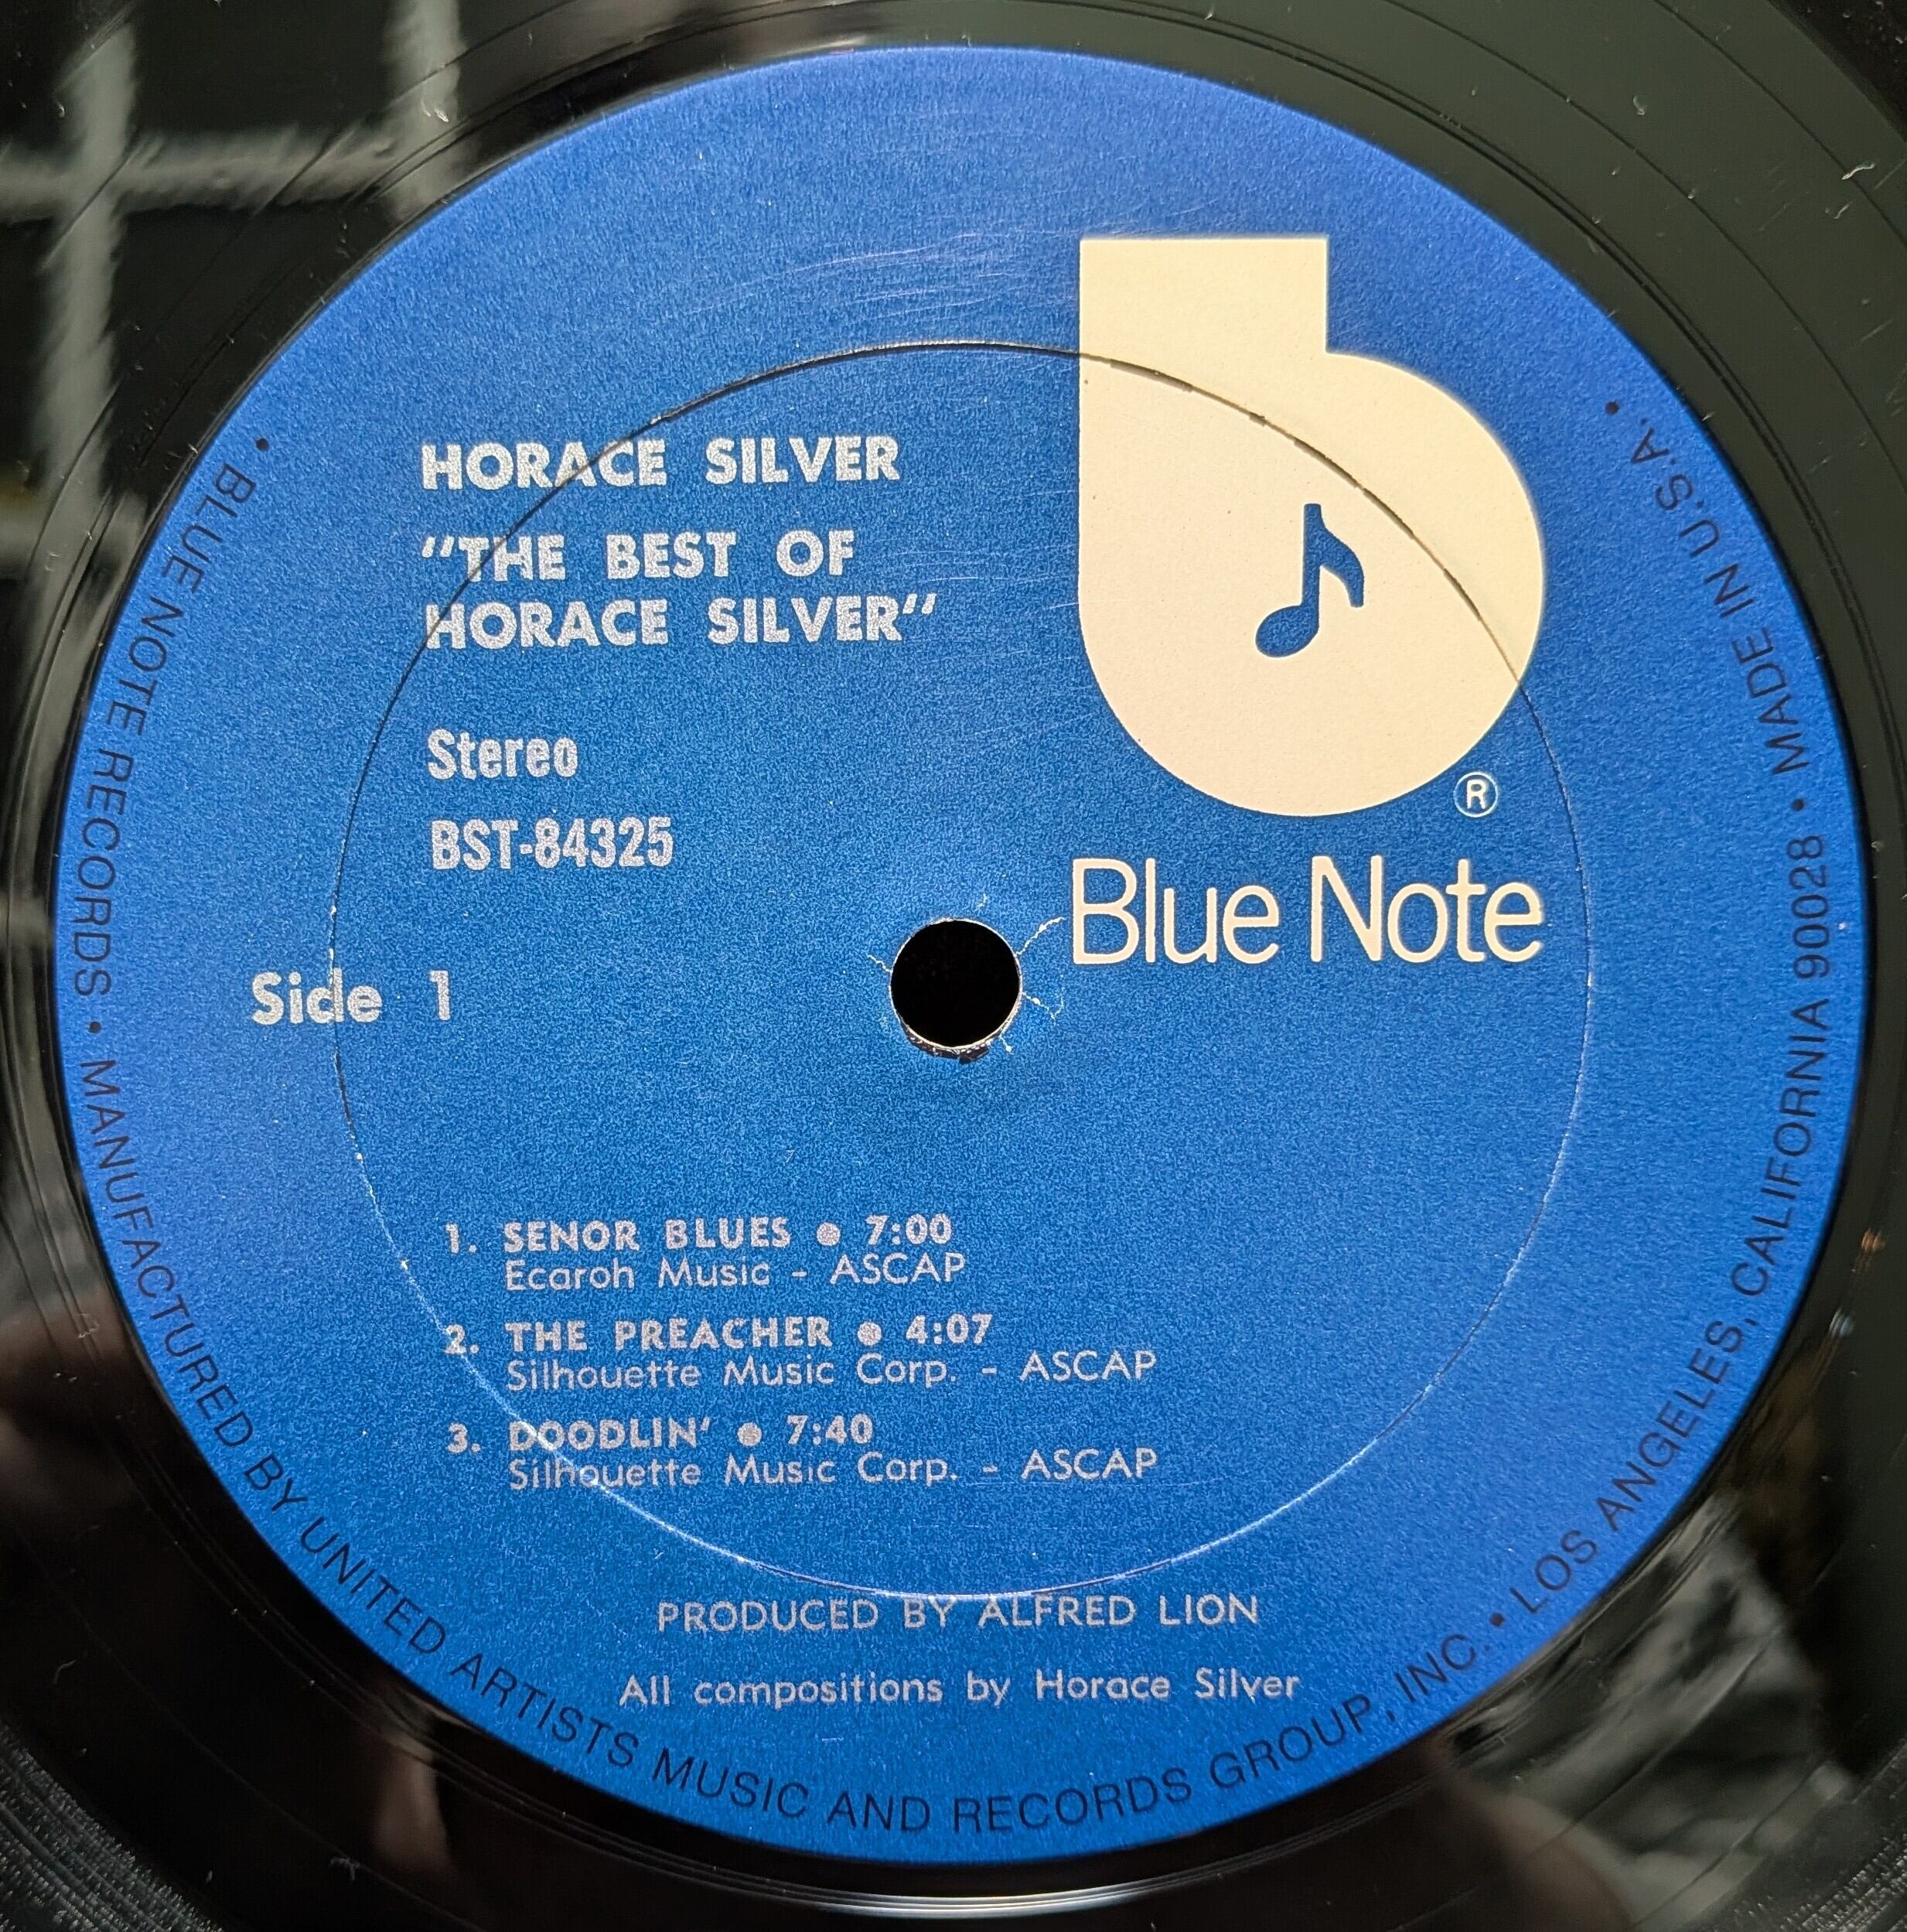 HORACE SILVER
"THE BEST OF
HORACE SILVER"
Stereo
BST-84325
Side 1
®
Blue Note
1. SENOR BLUES ● 7:00
Ecaroh Music - ASCAP
2. THE PREACHER ● 4:07
Silhouette Music Corp. - ASCAP
3. DOODLIN' ● 7:40
Silhouette Music Corp. - ASCAP
PRODUCED BY ALFRED LION
All compositions by Horace Silver
• BLUE NOTE RECORDS • MANUFACTURED BY UNITED ARTISTS MUSIC AND RECORDS GROUP, INC. • LOS ANGELES, CALIFORNIA 90028 • MADE IN U.S.A. •